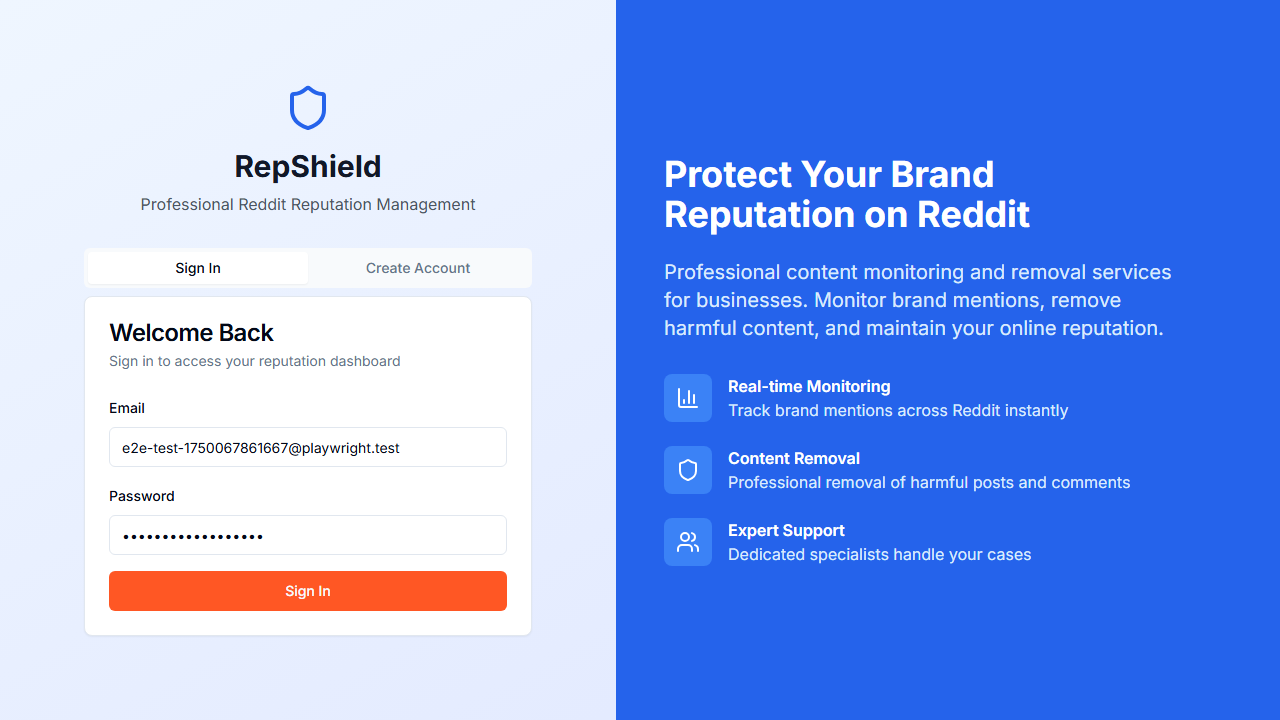 RepShield
Professional Reddit Reputation Management
Sign In
Create Account
Welcome Back
Sign in to access your reputation dashboard
Email
e2e-test-1750067861667@playwright.test
Password
••••••••••••••••••
Sign In
Protect Your Brand
Reputation on Reddit
Professional content monitoring and removal services
for businesses. Monitor brand mentions, remove
harmful content, and maintain your online reputation.
Real-time Monitoring
Track brand mentions across Reddit instantly
Content Removal
Professional removal of harmful posts and comments
Expert Support
Dedicated specialists handle your cases